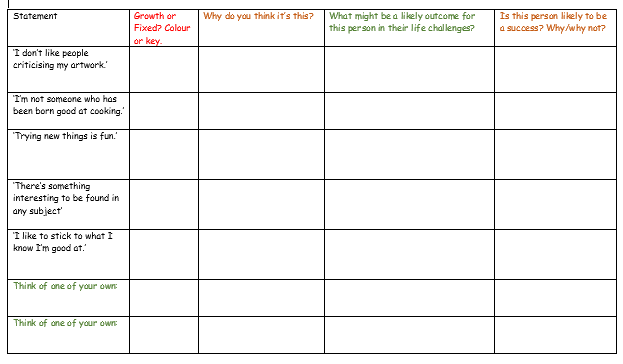 Statement
Growth or
Fixed? Colour
or key.
Why do you think it's this?
What might be a likely outcome for
this person in their life challenges?
Is this person likely to be
a success? Why/why not?
'I don't like people
criticising my artwork.'
'I'm not someone who has
been born good at cooking.'
'Trying new things is fun.'
'There's something
interesting to be found in
any subject'
'I like to stick to what I
know I'm good at.'
Think of one of your own:
Think of one of your own: